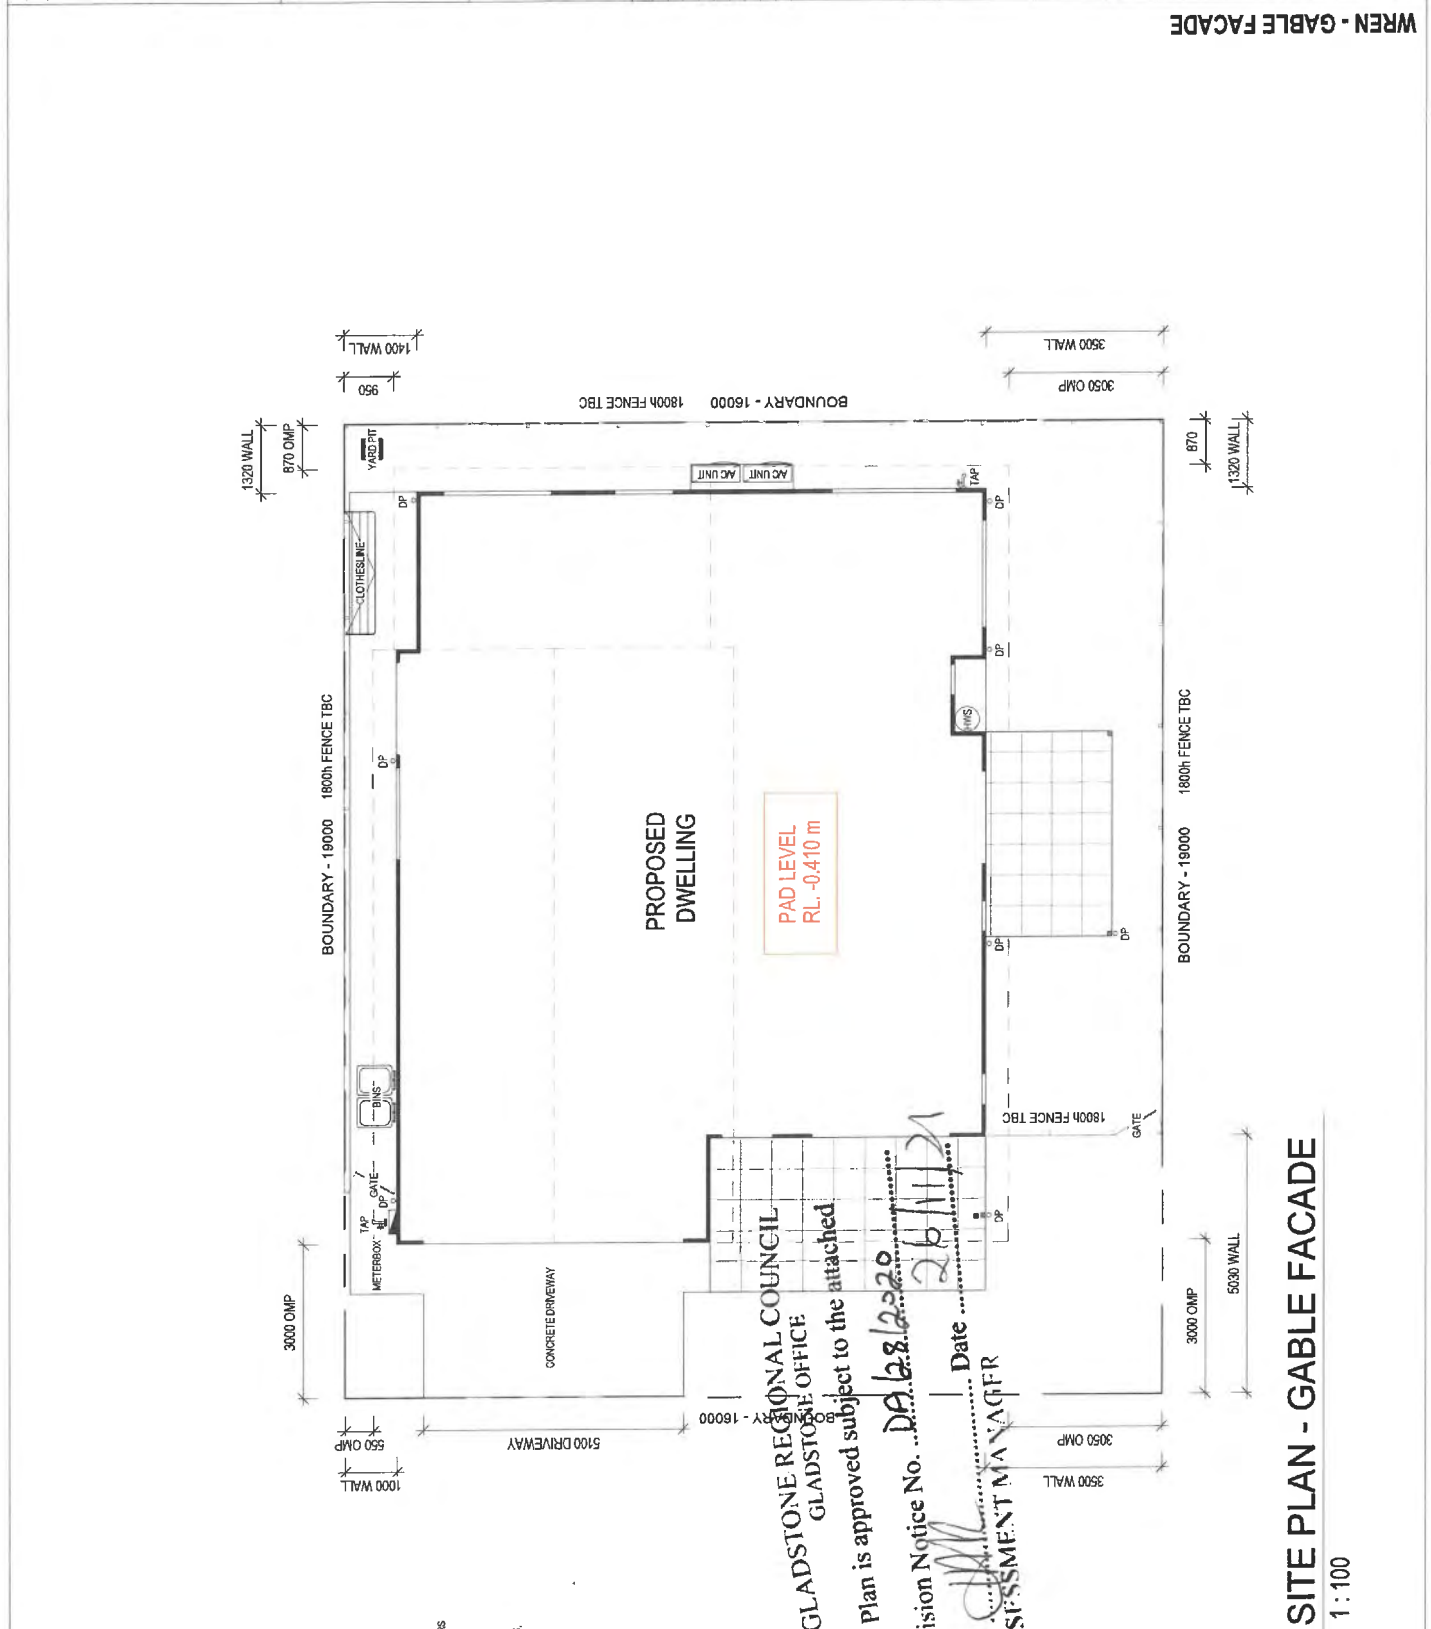 WREN - GABLE FACADE
1400 WALL
950
1320 WALL
870 OMP
YARD PIT
1800h FENCE TBC
BOUNDARY - 16000
3500 WALL
3050 OMP
870
1320 WALL
A/C UNIT
A/C UNIT
TAP
DP
DP
CLOTHESLINE
DP
HWS
BOUNDARY - 19000
1800h FENCE TBC
DP
PROPOSED
DWELLING
PAD LEVEL
RL. -0.410 m
BOUNDARY - 19000
1800h FENCE TBC
DP
DP
BINS
GATE
DP
TAP
METERBOX
1800h FENCE TBC
GATE
DP
3000 OMP
CONCRETE DRIVEWAY
3000 OMP
5030 WALL
550 OMP
1000 WALL
5100 DRIVEWAY
BOUNDARY - 16000
3050 OMP
3500 WALL
GLADSTONE REGIONAL COUNCIL
GLADSTONE OFFICE
Plan is approved subject to the attached
ision Notice No. DA/28/2020
Date 26/11/21
SESSMENT MANAGER
SITE PLAN - GABLE FACADE
1 : 100